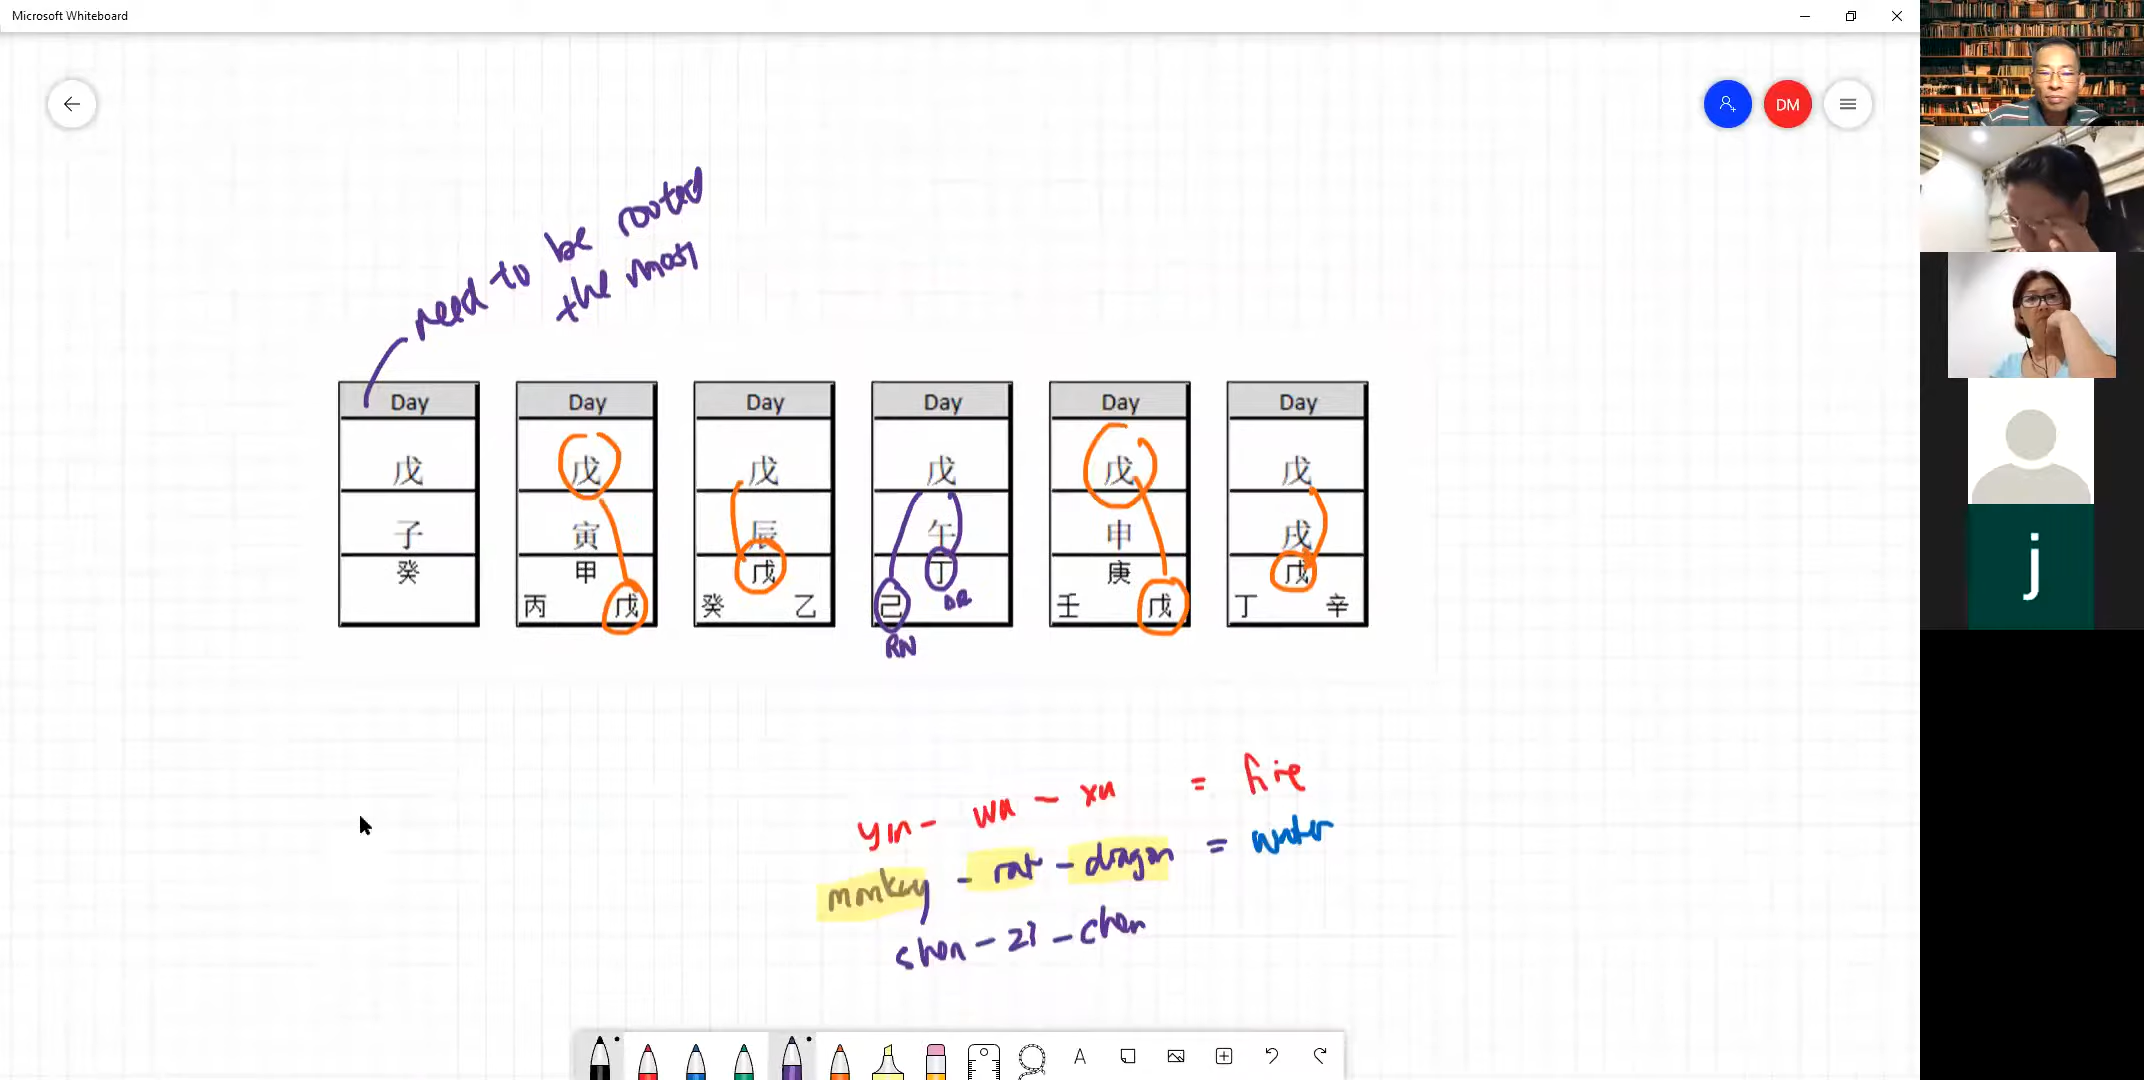 Microsoft Whiteboard
DM
need to be rooted
the most
Day Day Day Day Day Day
戊 戊 戊 戊 戊 戊
子 寅 辰 午 申 戌
癸 甲 戊 丁 庚 戊
丙 戊 癸 乙 己 DR 壬 戊 丁 辛
RN
yin - wu - xu = fire
monkey - rat - dragon = water
shen - zi - chen
A
j